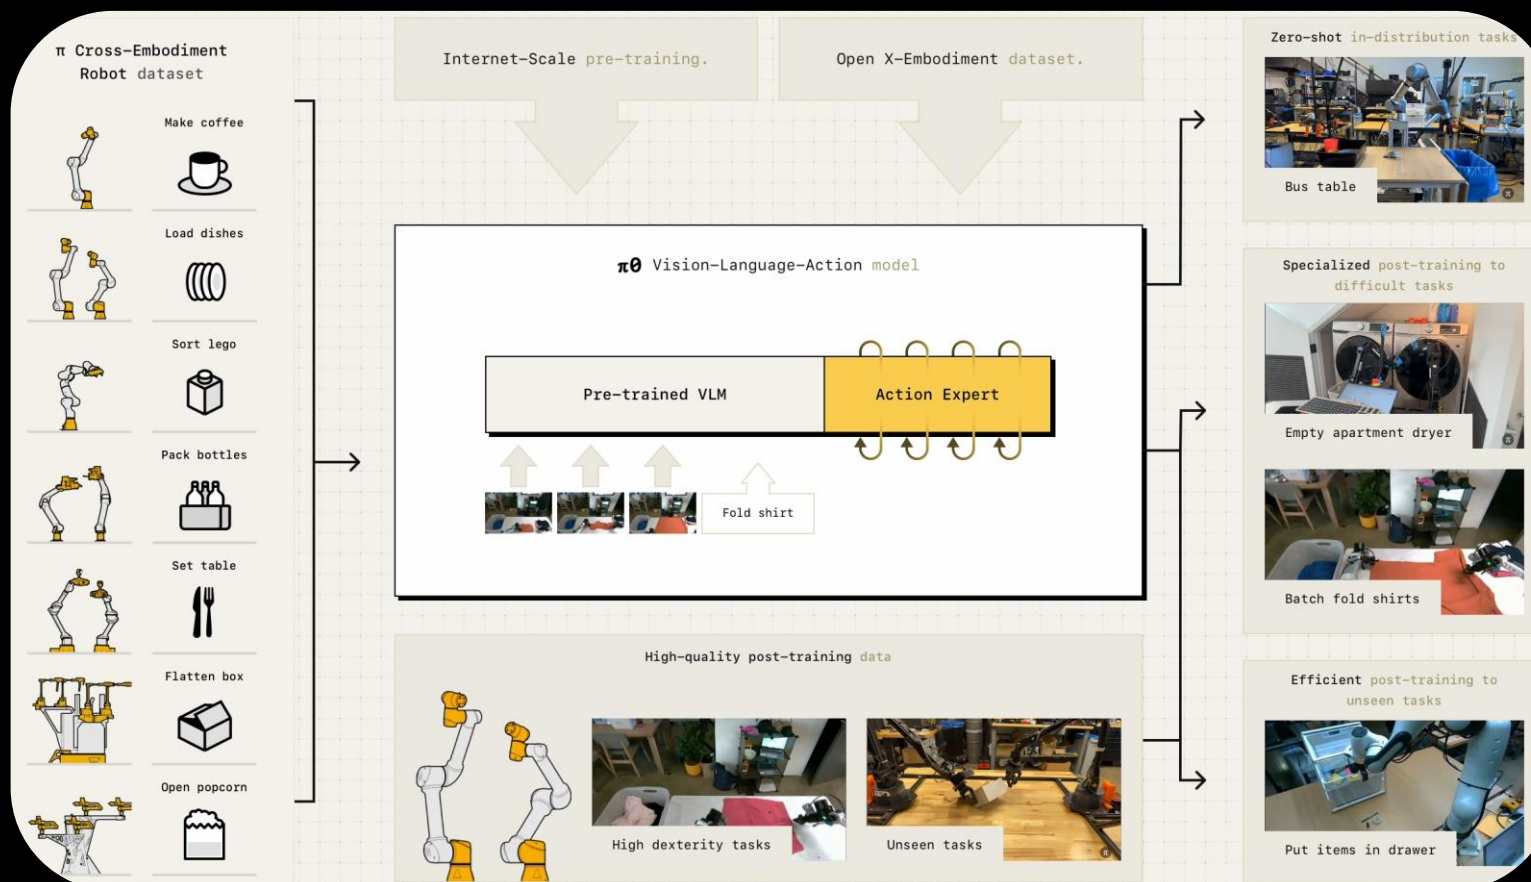 π Cross-Embodiment
Robot dataset
Make coffee
Load dishes
Sort lego
Pack bottles
Set table
Flatten box
Open popcorn
Internet-Scale pre-training.
Open X-Embodiment dataset.
π0 Vision-Language-Action model
Pre-trained VLM
Action Expert
Fold shirt
High-quality post-training data
High dexterity tasks
Unseen tasks
π
Zero-shot in-distribution tasks
Bus table
π
Specialized post-training to
difficult tasks
Empty apartment dryer
π
Batch fold shirts
Efficient post-training to
unseen tasks
Put items in drawer